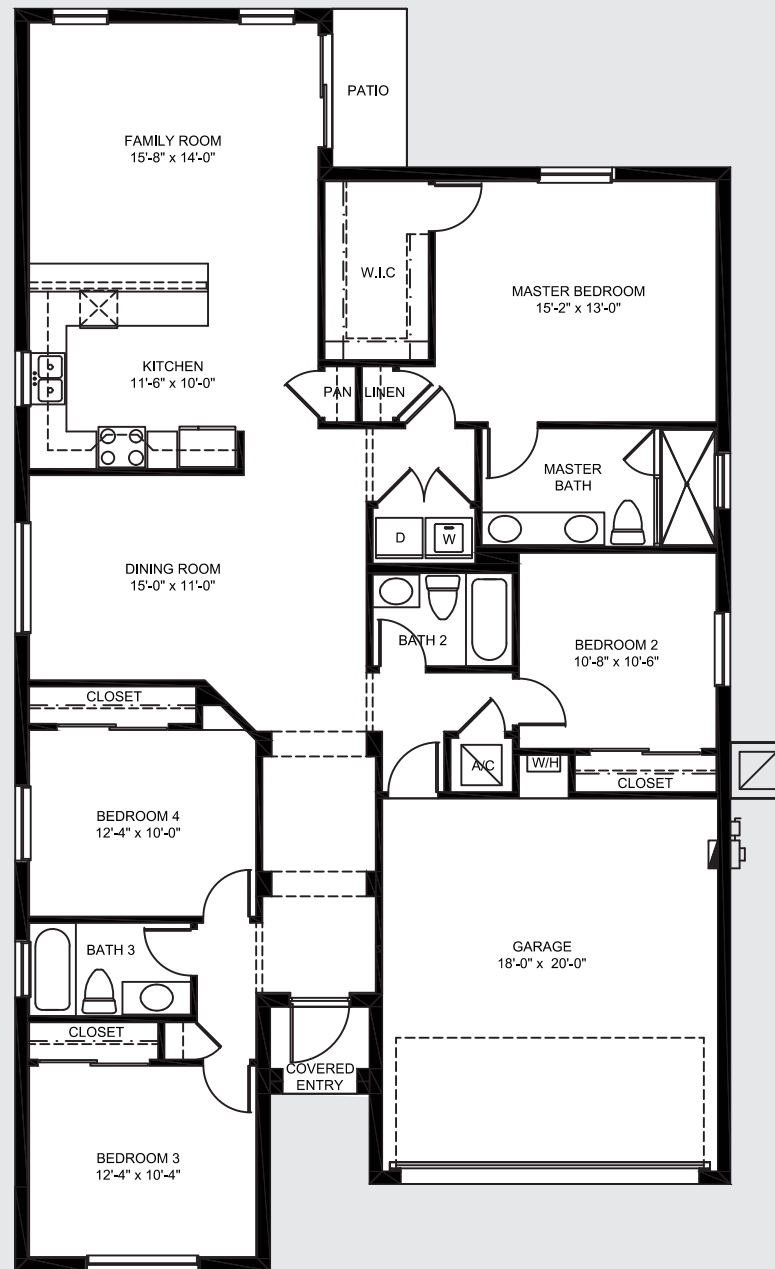 PATIO
FAMILY ROOM
15'-8" x 14'-0"
W.I.C
MASTER BEDROOM
15'-2" x 13'-0"
KITCHEN
11'-6" x 10'-0"
PAN
LINEN
MASTER
BATH
D
W
DINING ROOM
15'-0" x 11'-0"
BATH 2
BEDROOM 2
10'-8" x 10'-6"
CLOSET
A/C
W/H
CLOSET
BEDROOM 4
12'-4" x 10'-0"
BATH 3
GARAGE
18'-0" x 20'-0"
CLOSET
COVERED
ENTRY
BEDROOM 3
12'-4" x 10'-4"